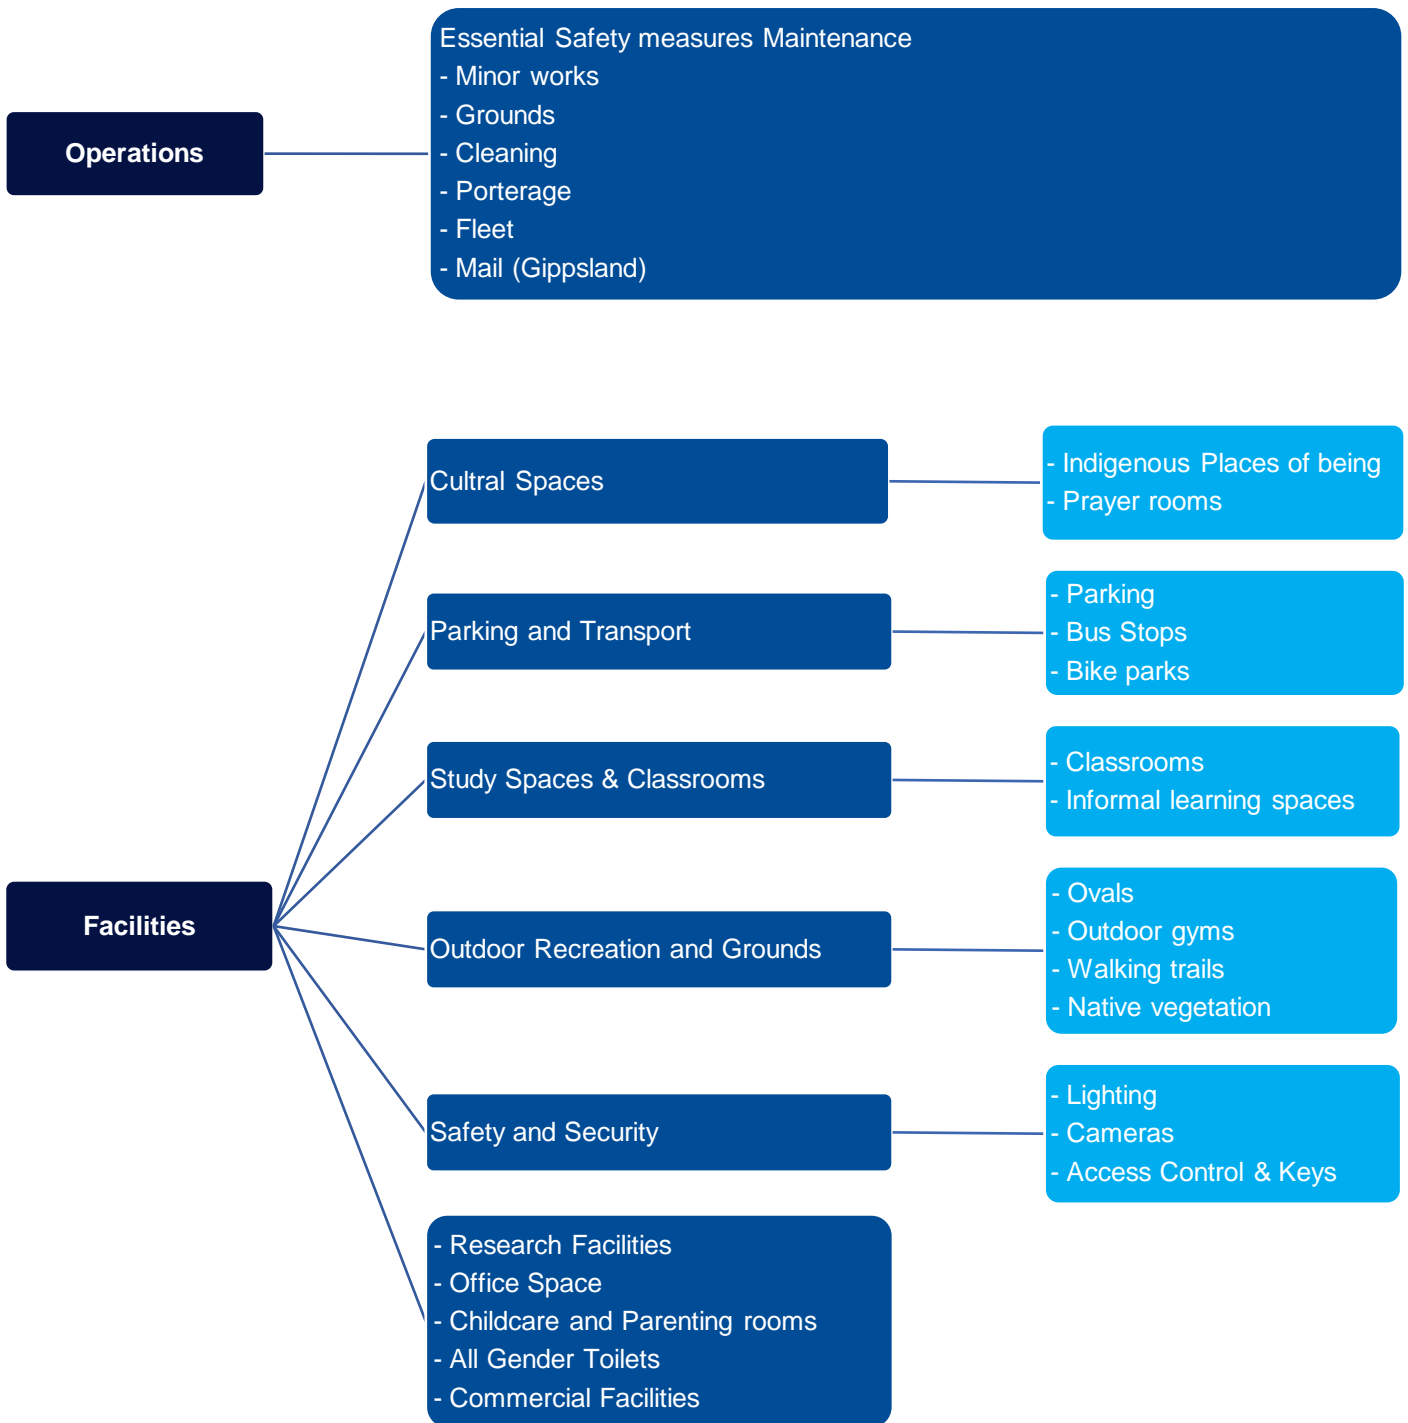 Operations
Essential Safety measures Maintenance
- Minor works
- Grounds
- Cleaning
- Porterage
- Fleet
- Mail (Gippsland)
Facilities
Cultral Spaces
- Indigenous Places of being
- Prayer rooms
Parking and Transport
- Parking
- Bus Stops
- Bike parks
Study Spaces & Classrooms
- Classrooms
- Informal learning spaces
Outdoor Recreation and Grounds
- Ovals
- Outdoor gyms
- Walking trails
- Native vegetation
Safety and Security
- Lighting
- Cameras
- Access Control & Keys
- Research Facilities
- Office Space
- Childcare and Parenting rooms
- All Gender Toilets
- Commercial Facilities